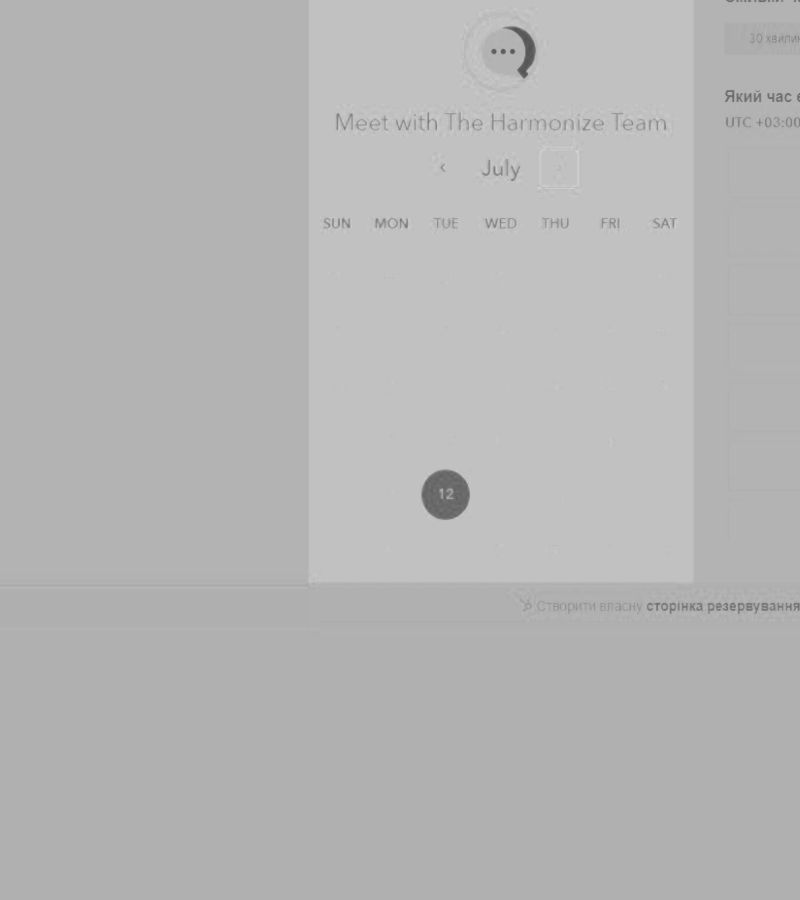 30 хвилин
Meet with The Harmonize Team
Який час
UTC +03:00
July
SUN MON TUE WED THU FRI SAT
12
Створити власну сторінка резервування